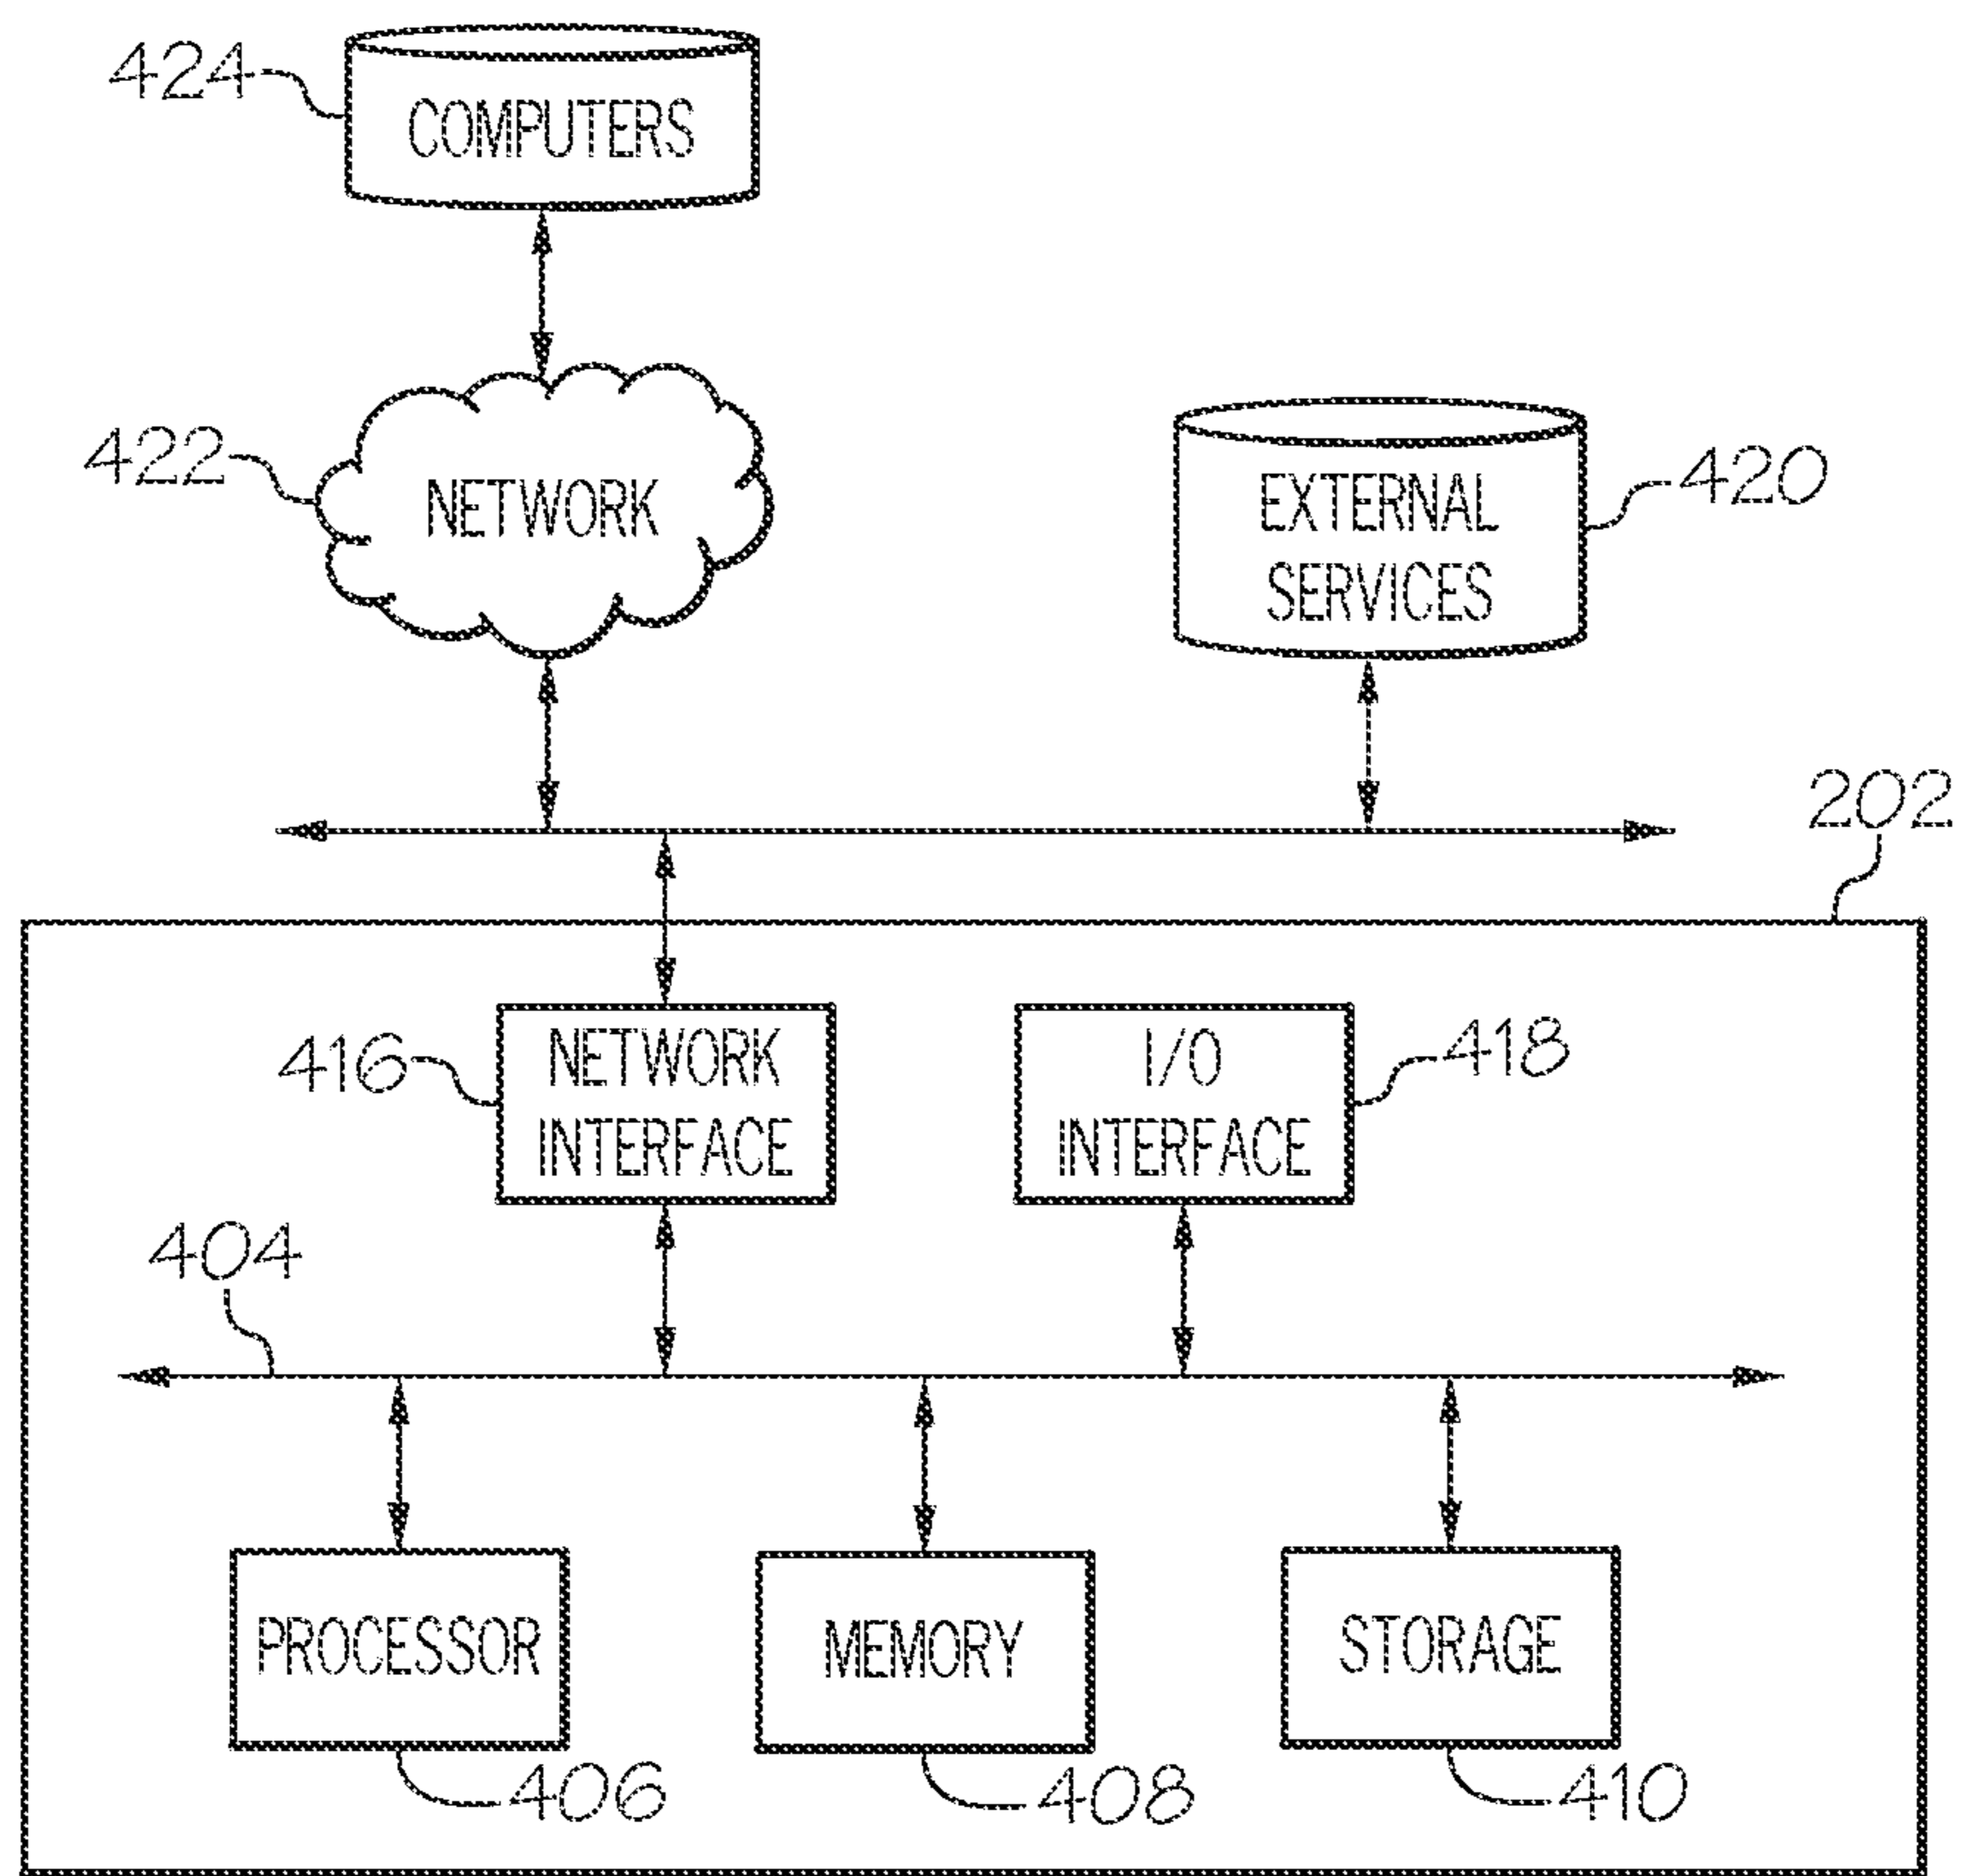 424
COMPUTERS
422
NETWORK
EXTERNAL
SERVICES
420
202
416
NETWORK
INTERFACE
I/O
INTERFACE
418
404
PROCESSOR
MEMORY
STORAGE
406
408
410